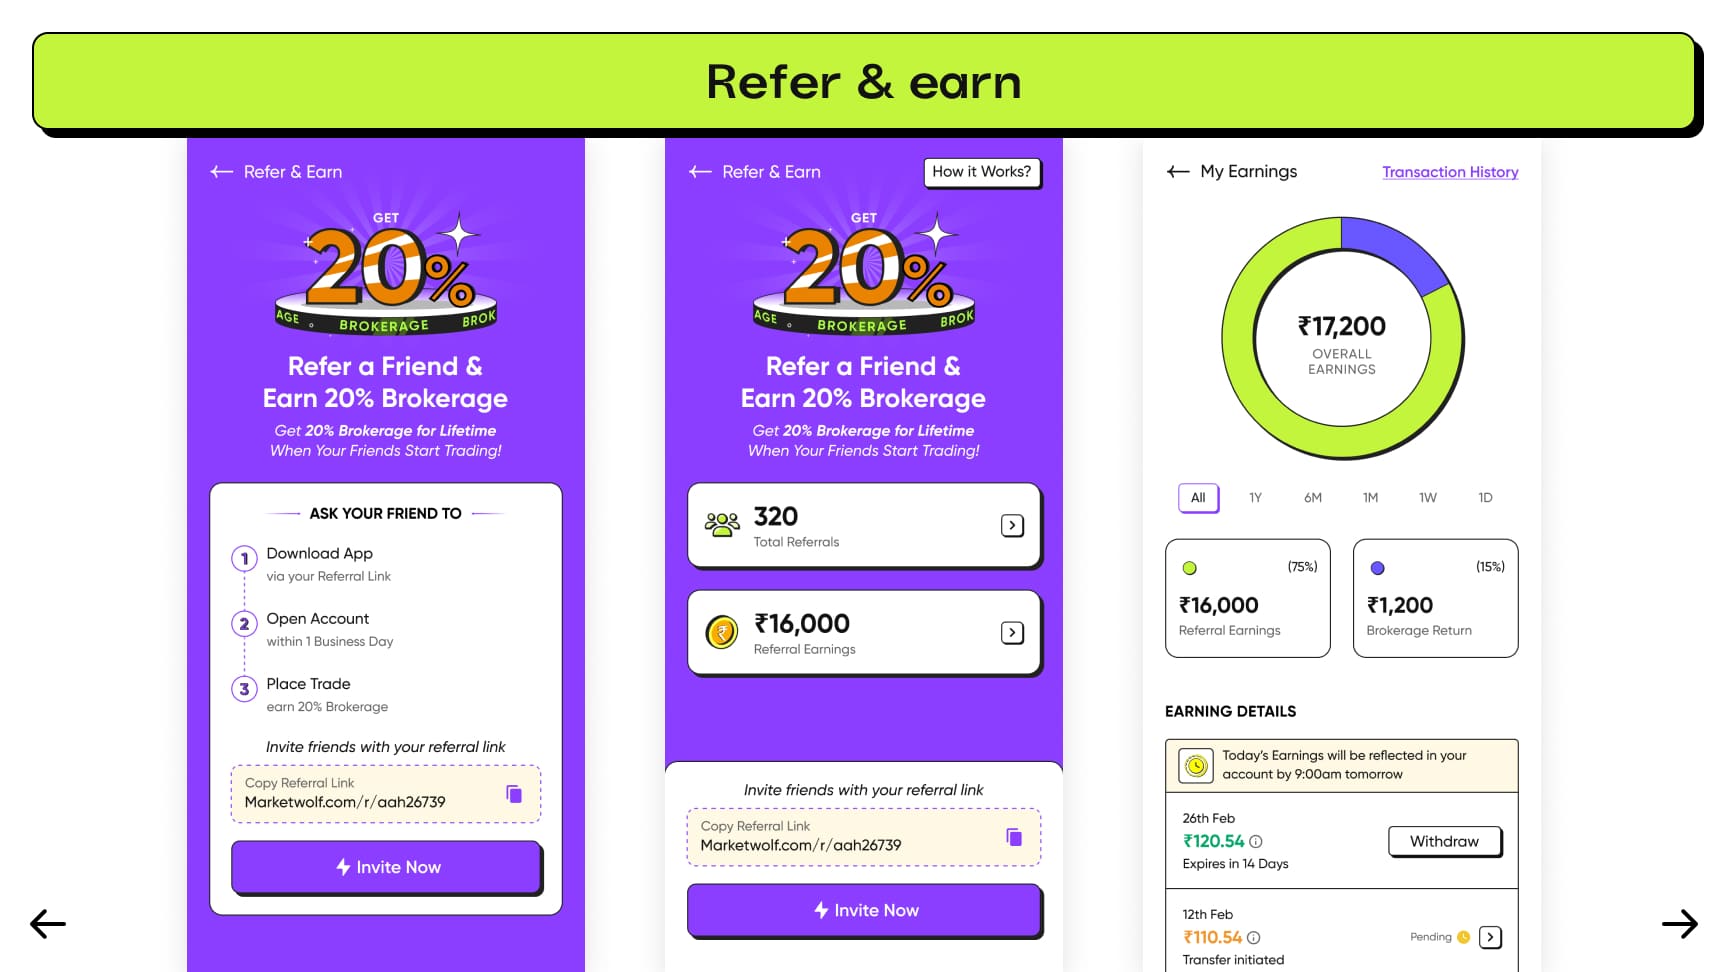 Refer & earn
Refer & Earn
GET
20%
AGE BROKERAGE BROK
Refer a Friend &
Earn 20% Brokerage
Get 20% Brokerage for Lifetime
When Your Friends Start Trading!
ASK YOUR FRIEND TO
1 Download App
via your Referral Link
2 Open Account
within 1 Business Day
3 Place Trade
earn 20% Brokerage
Invite friends with your referral link
Copy Referral Link
Marketwolf.com/r/aah26739
Invite Now
Refer & Earn
How it Works?
GET
20%
AGE BROKERAGE BROK
Refer a Friend &
Earn 20% Brokerage
Get 20% Brokerage for Lifetime
When Your Friends Start Trading!
320
Total Referrals
₹
₹16,000
Referral Earnings
Invite friends with your referral link
Copy Referral Link
Marketwolf.com/r/aah26739
Invite Now
My Earnings
Transaction History
₹17,200
OVERALL
EARNINGS
All 1Y 6M 1M 1W 1D
(75%)
₹16,000
Referral Earnings
(15%)
₹1,200
Brokerage Return
EARNING DETAILS
Today's Earnings will be reflected in your
account by 9:00am tomorrow
26th Feb
₹120.54
Expires in 14 Days
Withdraw
12th Feb
₹110.54
Transfer initiated
Pending